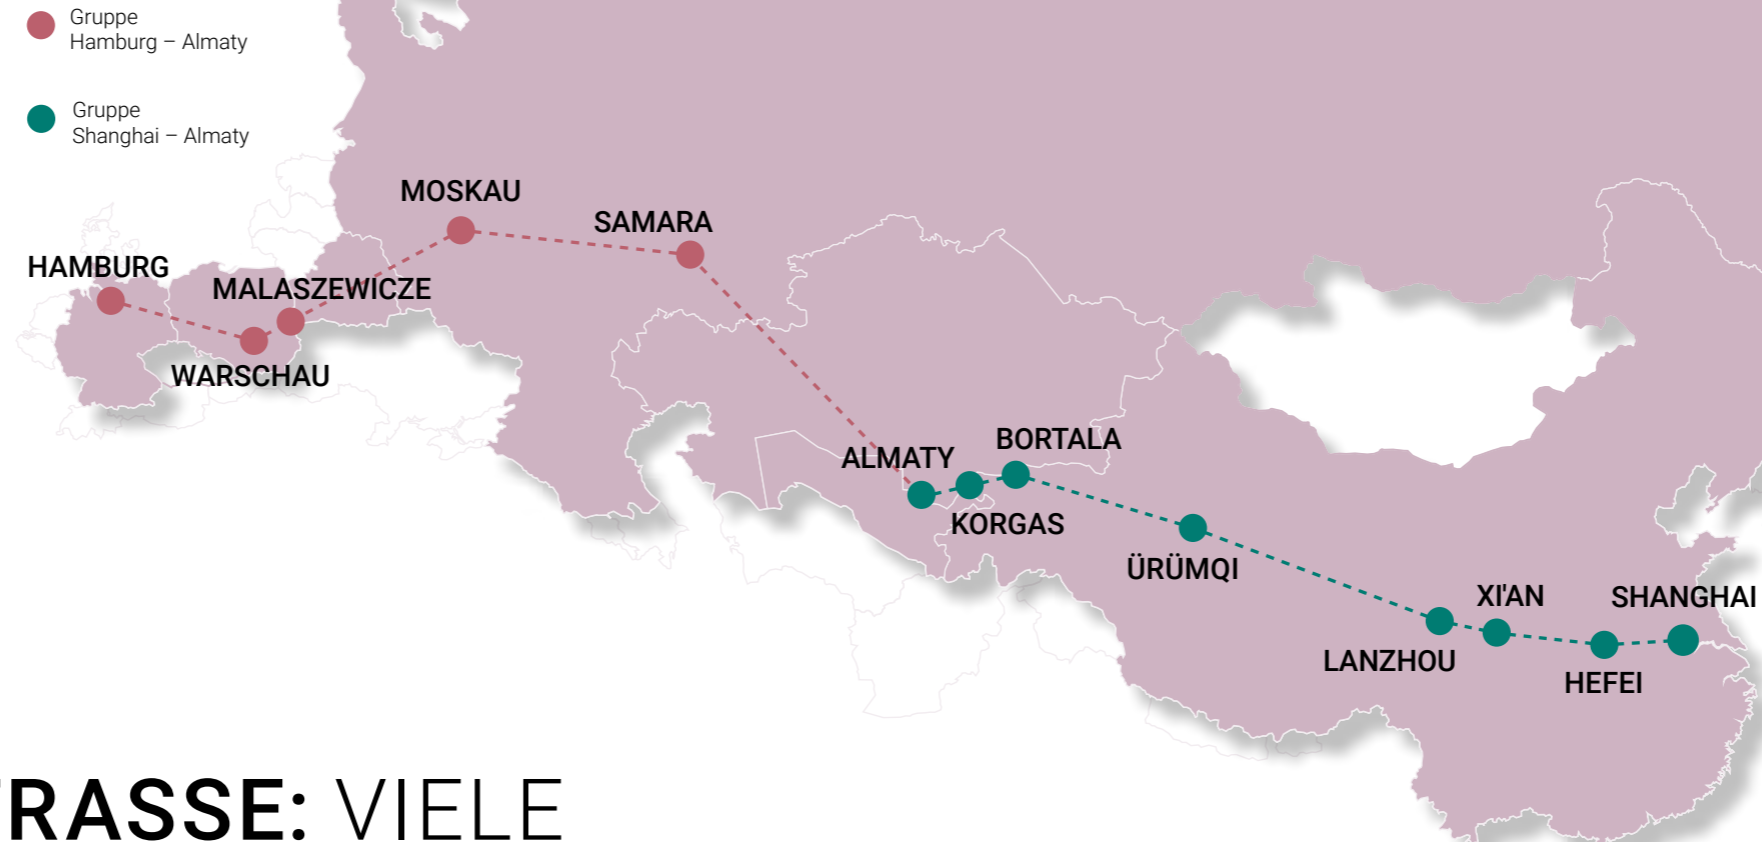 Gruppe
Hamburg – Almaty
Gruppe
Shanghai – Almaty
MOSKAU
SAMARA
HAMBURG
MALASZEWICZE
WARSCHAU
ALMATY
BORTALA
KORGAS
ÜRÜMQI
XI'AN
SHANGHAI
LANZHOU
HEFEI
TRASSE: VIELE